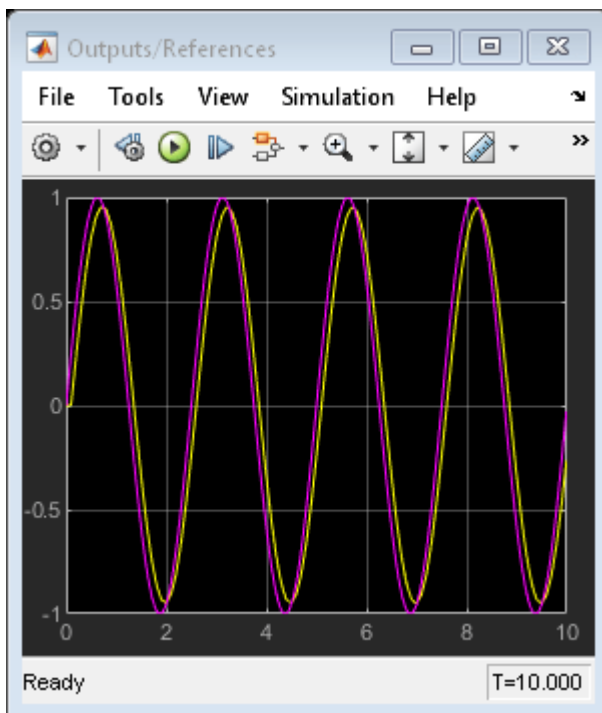 Outputs/References
File Tools View Simulation Help
1
0.5
0
-0.5
-1
0 2 4 6 8 10
Ready T=10.000